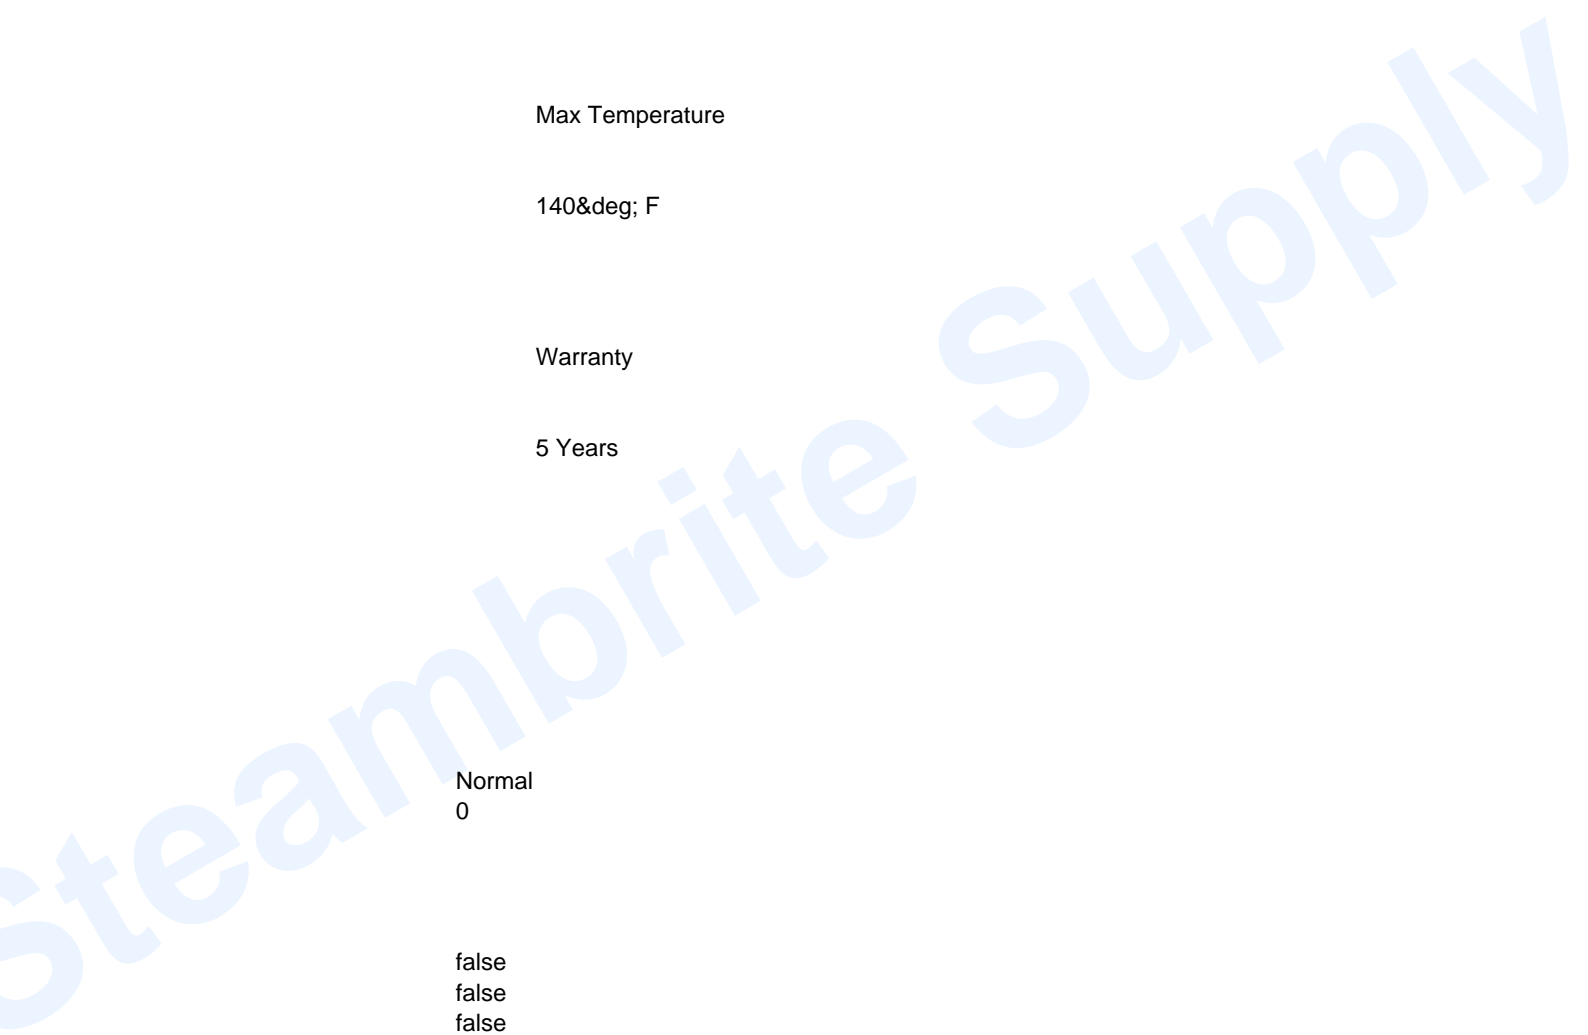 Max Temperature
140&deg; F
Warranty
5 Years
Normal
0
false
false
false
Steambrite Supply